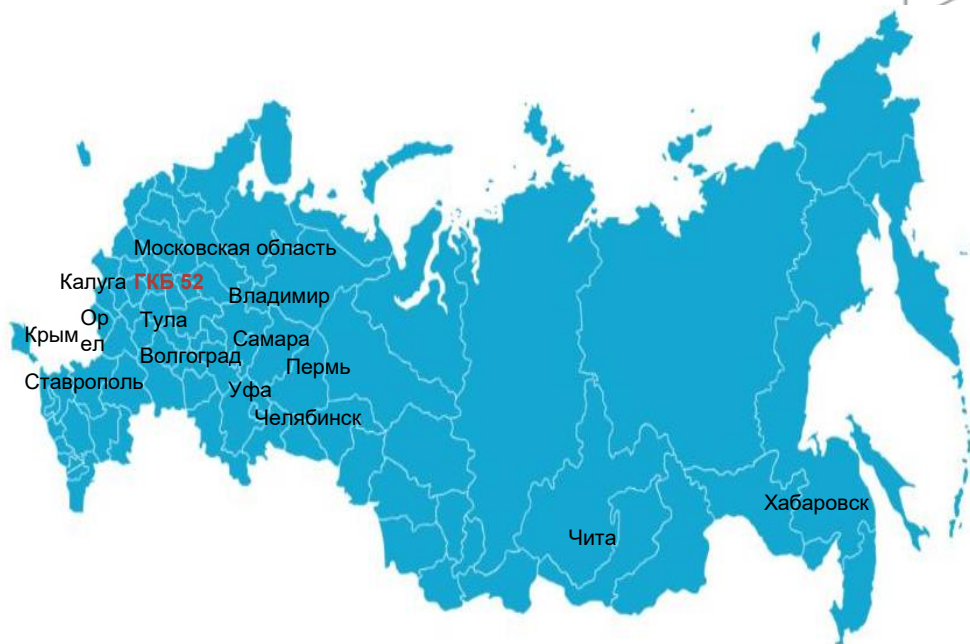 Московская область
Калуга ГКБ 52
Владимир
Ор
ел
Тула
Крым
Самара
Волгоград
Пермь
Ставрополь
Уфа
Челябинск
Хабаровск
Чита